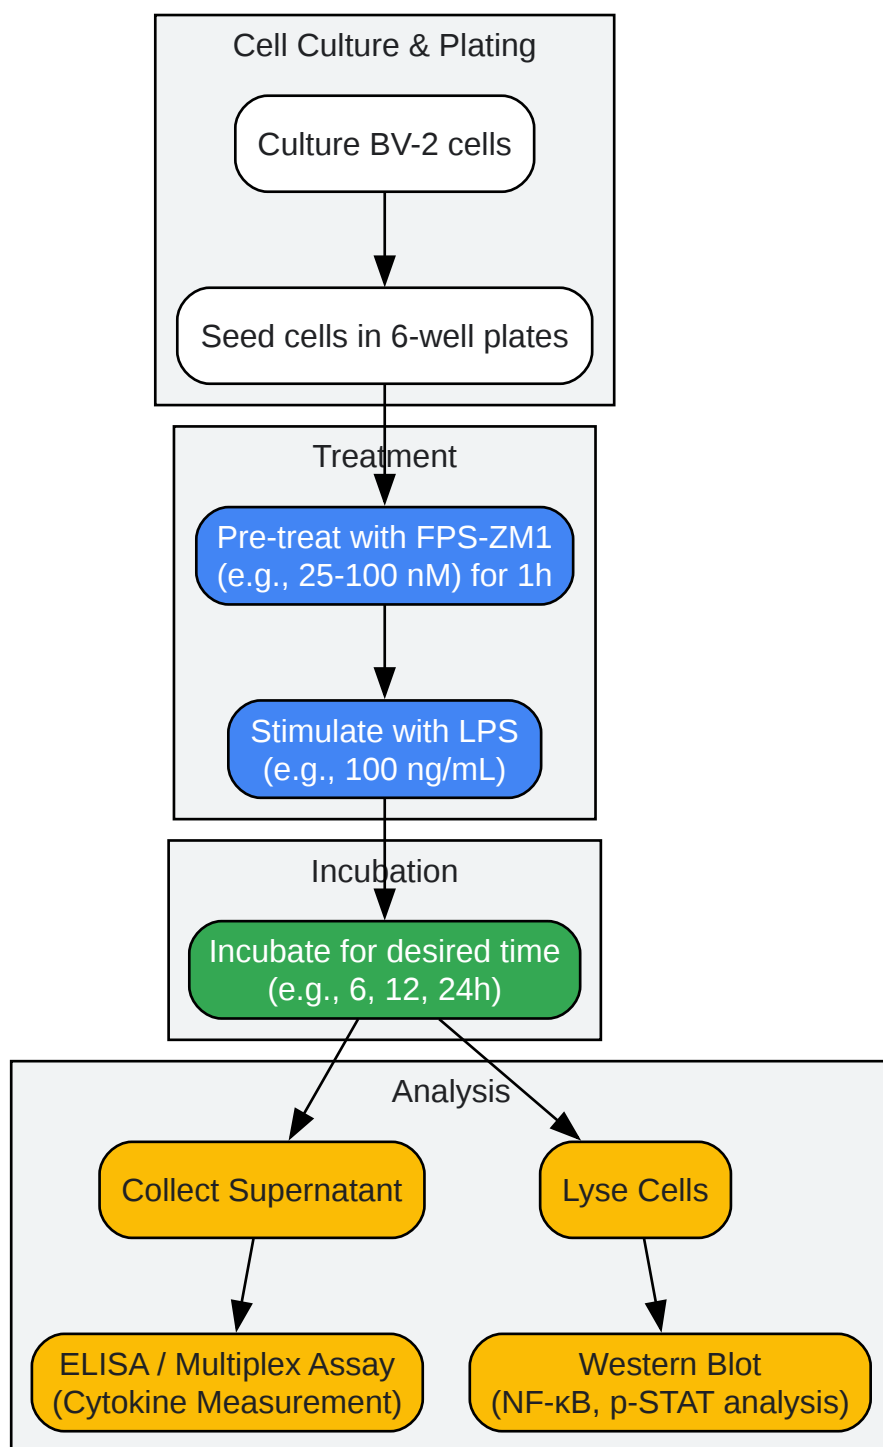 Cell Culture & Plating
Culture BV-2 cells
Seed cells in 6-well plates
Treatment
Pre-treat with FPS-ZM1
(e.g., 25-100 nM) for 1h
Stimulate with LPS
(e.g., 100 ng/mL)
Incubation
Incubate for desired time
(e.g., 6, 12, 24h)
Analysis
Collect Supernatant
Lyse Cells
ELISA / Multiplex Assay
(Cytokine Measurement)
Western Blot
(NF-κB, p-STAT analysis)